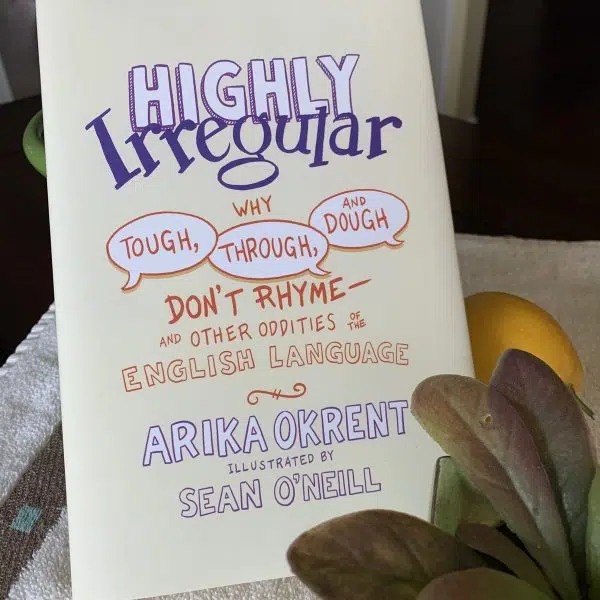 HIGHLY
Irregular
WHY
TOUGH, THROUGH, AND DOUGH
DON'T RHYME—
AND OTHER ODDITIES OF THE
ENGLISH LANGUAGE
ARIKA OKRENT
ILLUSTRATED BY
SEAN O'NEILL